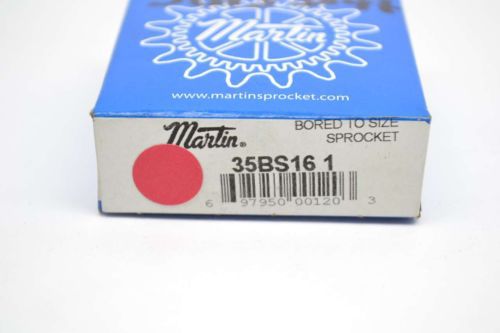 Martin
www.martinsprocket.com
Martin®
BORED TO SIZE
SPROCKET
35BS16 1
6 97950 00120 3